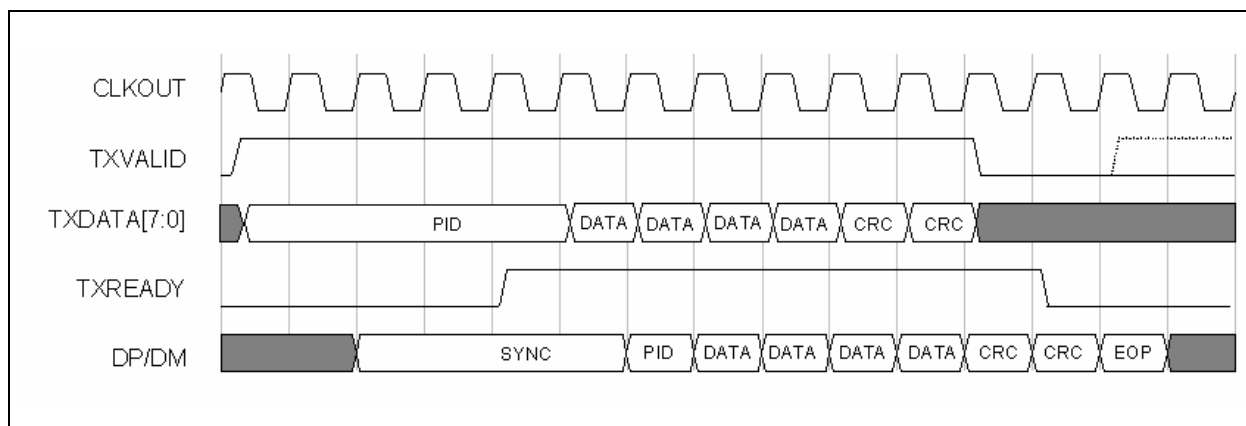 CLKOUT
TXVALID
TXDATA[7:0] PID DATA DATA DATA DATA CRC CRC
TXREADY
DP/DM SYNC PID DATA DATA DATA DATA CRC CRC EOP